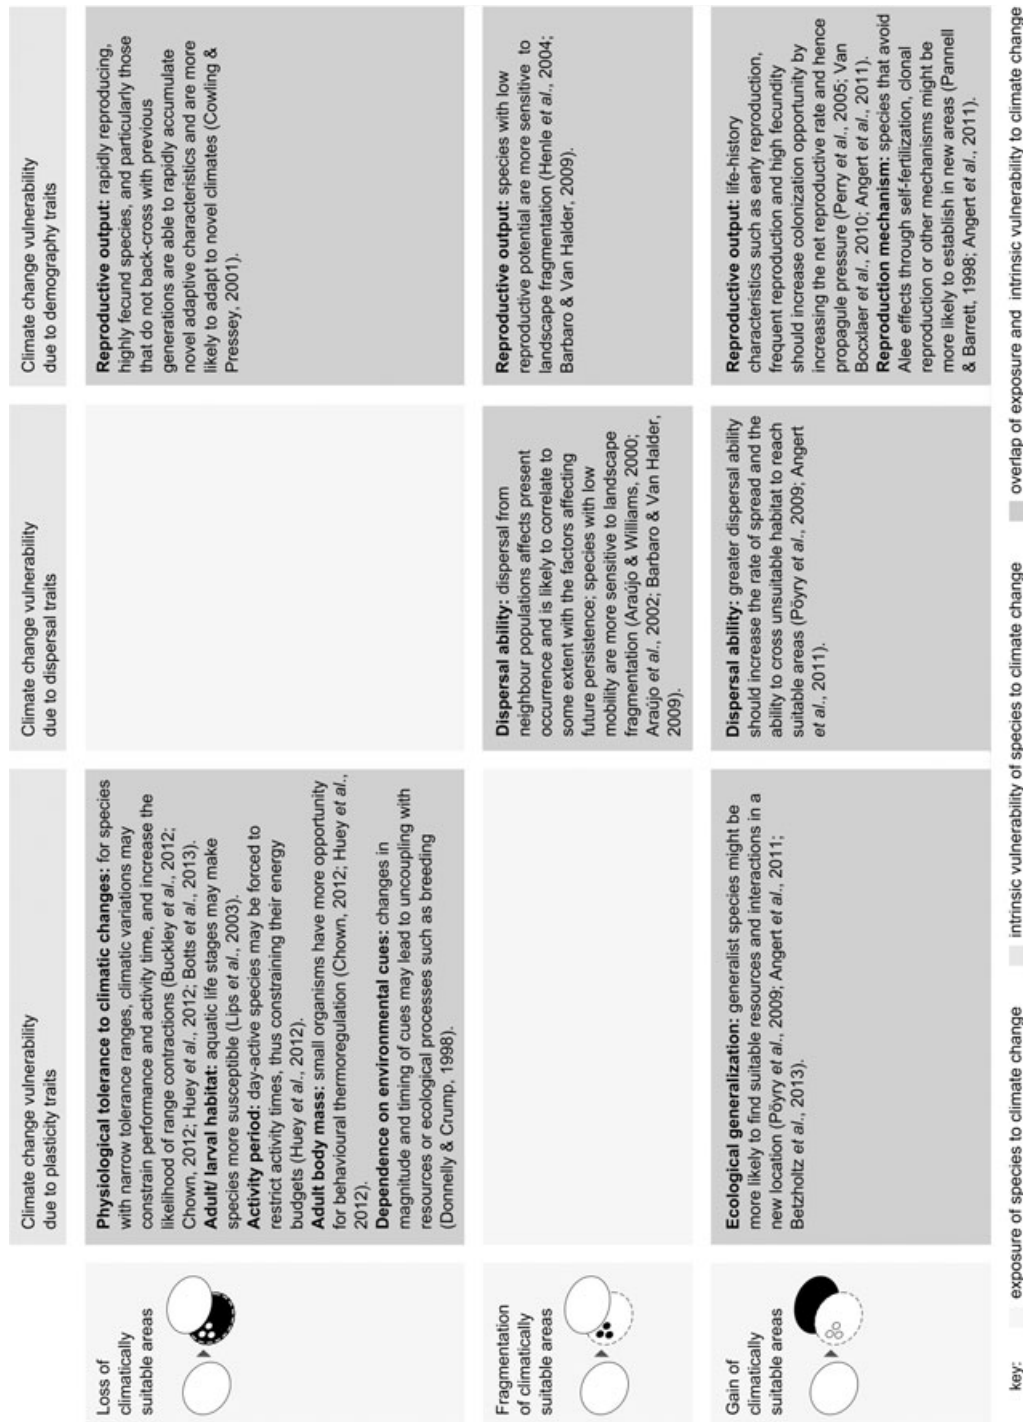 Climate change vulnerability
due to plasticity traits
Climate change vulnerability
due to dispersal traits
Climate change vulnerability
due to demography traits
Loss of
climatically
suitable areas
Physiological tolerance to climatic changes: for species
with narrow tolerance ranges, climatic variations may
constrain performance and activity time, and increase the
likelihood of range contractions (Buckley et al., 2012;
Chown, 2012; Huey et al., 2012; Botts et al., 2013).
Adult/ larval habitat: aquatic life stages may make
species more susceptible (Lips et al., 2003).
Activity period: day-active species may be forced to
restrict activity times, thus constraining their energy
budgets (Huey et al., 2012).
Adult body mass: small organisms have more opportunity
for behavioural thermoregulation (Chown, 2012; Huey et al.,
2012).
Dependence on environmental cues: changes in
magnitude and timing of cues may lead to uncoupling with
resources or ecological processes such as breeding
(Donnelly & Crump, 1998).
Reproductive output: rapidly reproducing,
highly fecund species, and particularly those
that do not back-cross with previous
generations are able to rapidly accumulate
novel adaptive characteristics and are more
likely to adapt to novel climates (Cowling &
Pressey, 2001).
Fragmentation
of climatically
suitable areas
Dispersal ability: dispersal from
neighbour populations affects present
occurrence and is likely to correlate to
some extent with the factors affecting
future persistence; species with low
mobility are more sensitive to landscape
fragmentation (Araújo & Williams, 2000;
Araújo et al., 2002; Barbaro & Van Halder,
2009).
Reproductive output: species with low
reproductive potential are more sensitive to
landscape fragmentation (Henle et al., 2004;
Barbaro & Van Halder, 2009).
Gain of
climatically
suitable areas
Ecological generalization: generalist species might be
more likely to find suitable resources and interactions in a
new location (Pöyry et al., 2009; Angert et al., 2011;
Betzholtz et al., 2013).
Dispersal ability: greater dispersal ability
should increase the rate of spread and the
ability to cross unsuitable habitat to reach
suitable areas (Pöyry et al., 2009; Angert
et al., 2011).
Reproductive output: life-history
characteristics such as early reproduction,
frequent reproduction and high fecundity
should increase colonization opportunity by
increasing the net reproductive rate and hence
propagule pressure (Perry et al., 2005; Van
Bocxlaer et al., 2010; Angert et al., 2011).
Reproduction mechanism: species that avoid
Alee effects through self-fertilization, clonal
reproduction or other mechanisms might be
more likely to establish in new areas (Pannell
& Barrett, 1998; Angert et al., 2011).
key: exposure of species to climate change intrinsic vulnerability of species to climate change overlap of exposure and intrinsic vulnerability to climate change